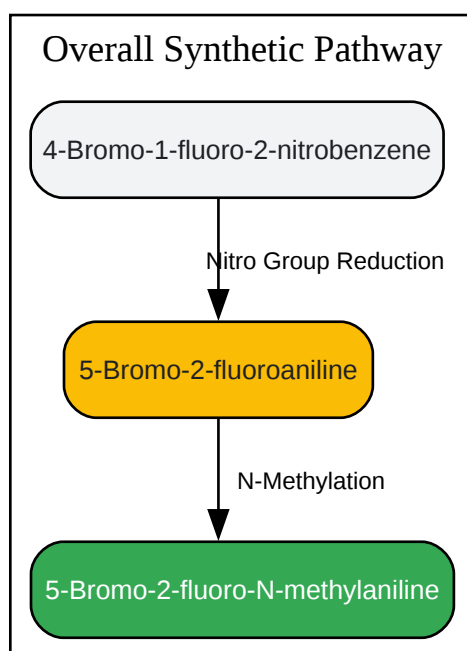 Overall Synthetic Pathway
4-Bromo-1-fluoro-2-nitrobenzene
Nitro Group Reduction
5-Bromo-2-fluoroaniline
N-Methylation
5-Bromo-2-fluoro-N-methylaniline